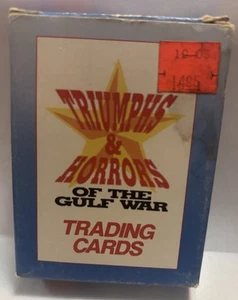 TRIUMPHS
&
HORRORS
OF THE
GULF WAR
TRADING
CARDS